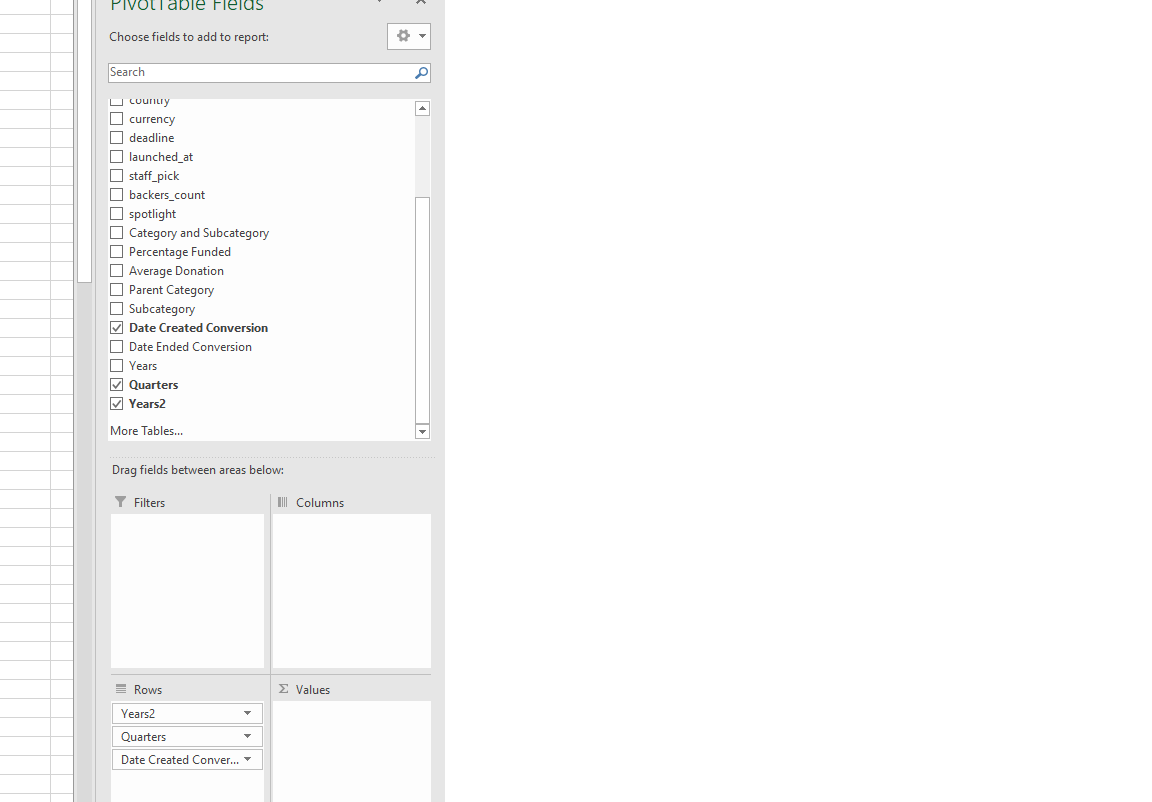 PivotTable Fields
Choose fields to add to report:
Search
country
currency
deadline
launched_at
staff_pick
backers_count
spotlight
Category and Subcategory
Percentage Funded
Average Donation
Parent Category
Subcategory
Date Created Conversion
Date Ended Conversion
Years
Quarters
Years2
More Tables...
Drag fields between areas below:
Filters
Columns
Rows
Σ Values
Years2
Quarters
Date Created Conver...